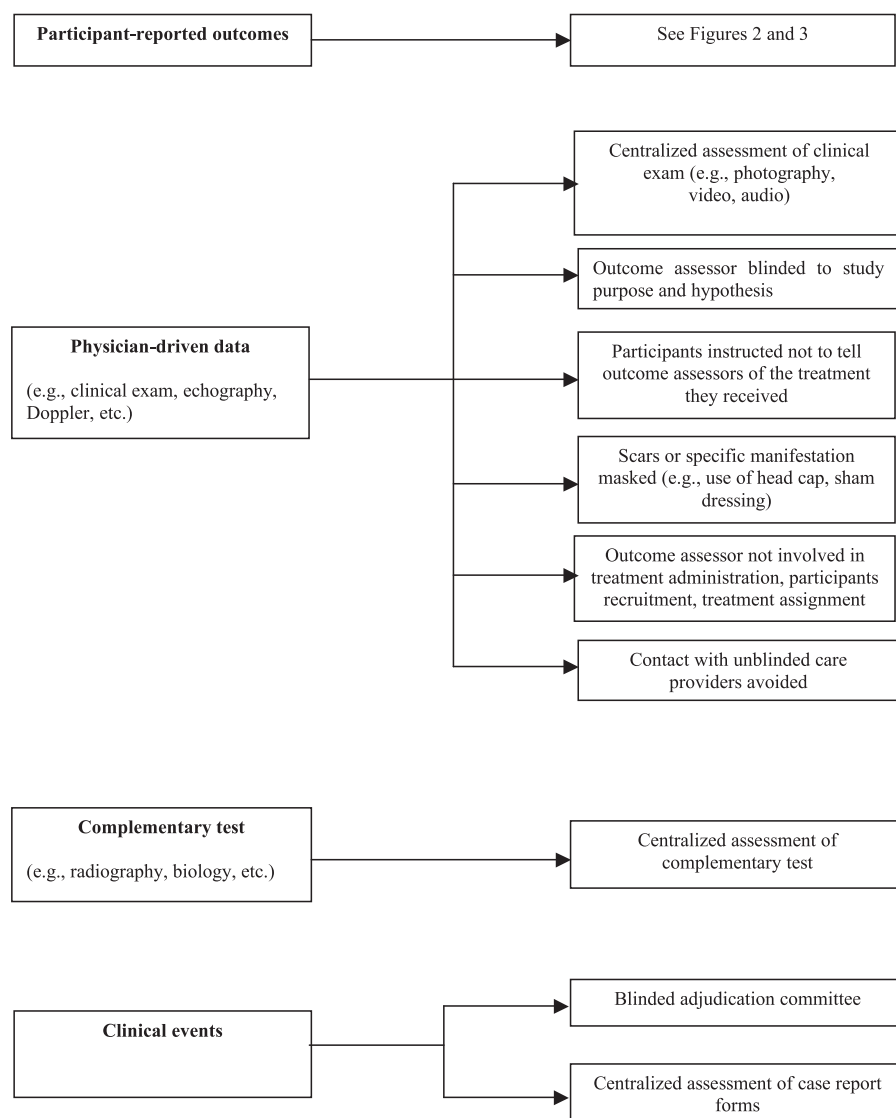 Participant-reported outcomes
See Figures 2 and 3
Centralized assessment of clinical
exam (e.g., photography,
video, audio)
Outcome assessor blinded to study
purpose and hypothesis
Physician-driven data
(e.g., clinical exam, echography,
Doppler, etc.)
Participants instructed not to tell
outcome assessors of the treatment
they received
Scars or specific manifestation
masked (e.g., use of head cap, sham
dressing)
Outcome assessor not involved in
treatment administration, participants
recruitment, treatment assignment
Contact with unblinded care
providers avoided
Complementary test
(e.g., radiography, biology, etc.)
Centralized assessment of
complementary test
Clinical events
Blinded adjudication committee
Centralized assessment of case report
forms